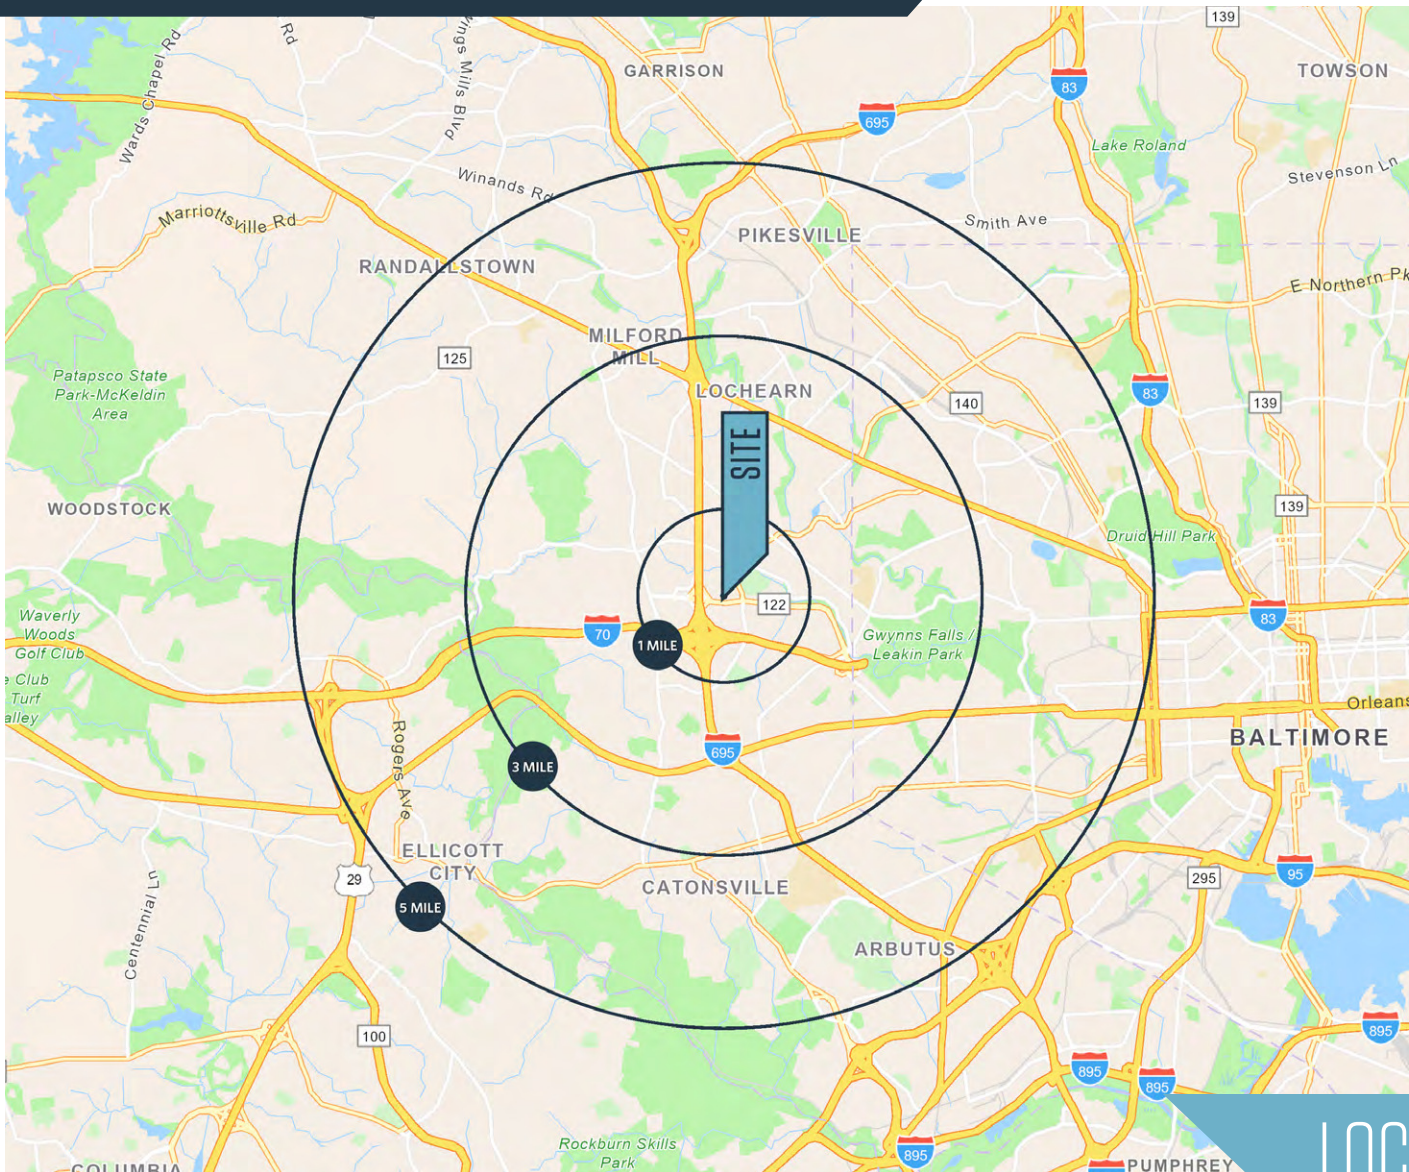 139
Rd
Wards Chapel Rd
wings Mills Blvd
GARRISON
TOWSON
83
695
Lake Roland
Stevenson Ln
Winands Rd
Marriottsville Rd
Smith Ave
PIKESVILLE
RANDALLSTOWN
E Northern Pk
MILFORD
MILL
125
Patapsco State
Park-McKeldin
Area
LOCHEARN
83
140
139
SITE
WOODSTOCK
139
Druid Hill Park
122
Waverly
Woods
Golf Club
83
70
1 MILE
Gwynns Falls /
Leakin Park
e Club
Turf
alley
Orleans
Rogers Ave
BALTIMORE
695
3 MILE
ELLICOTT
CITY
29
CATONSVILLE
295
95
5 MILE
Centennial Ln
ARBUTUS
100
895
895
895
Rockburn Skills
Park
895
PUMPHREY
COLUMBIA
LOC